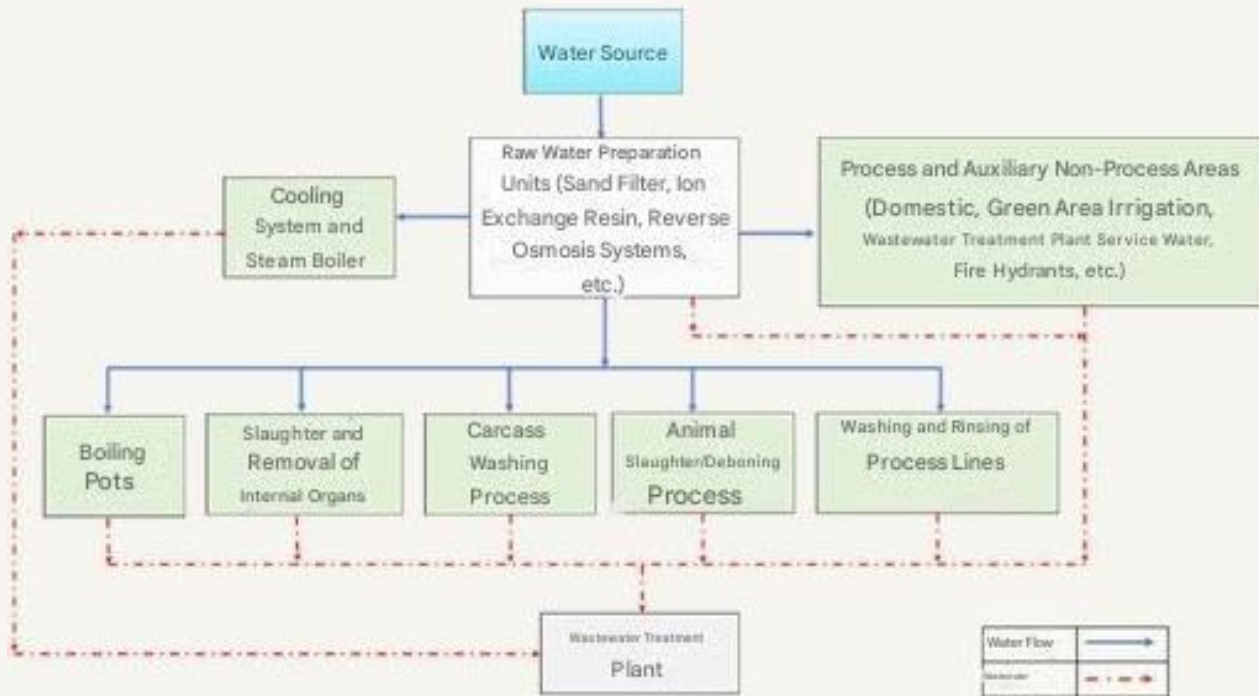 Water Source
Raw Water Preparation
Units (Sand Filter, Ion
Exchange Resin, Reverse
Osmosis Systems,
etc.)
Cooling
System and
Steam Boiler
Process and Auxiliary Non-Process Areas
(Domestic, Green Area Irrigation,
Wastewater Treatment Plant Service Water,
Fire Hydrants, etc.)
Boiling
Pots
Slaughter and
Removal of
Internal Organs
Carcass
Washing
Process
Animal
Slaughter/Deboning
Process
Washing and Rinsing of
Process Lines
Wastewater Treatment
Plant
Water Flow
Wastewater